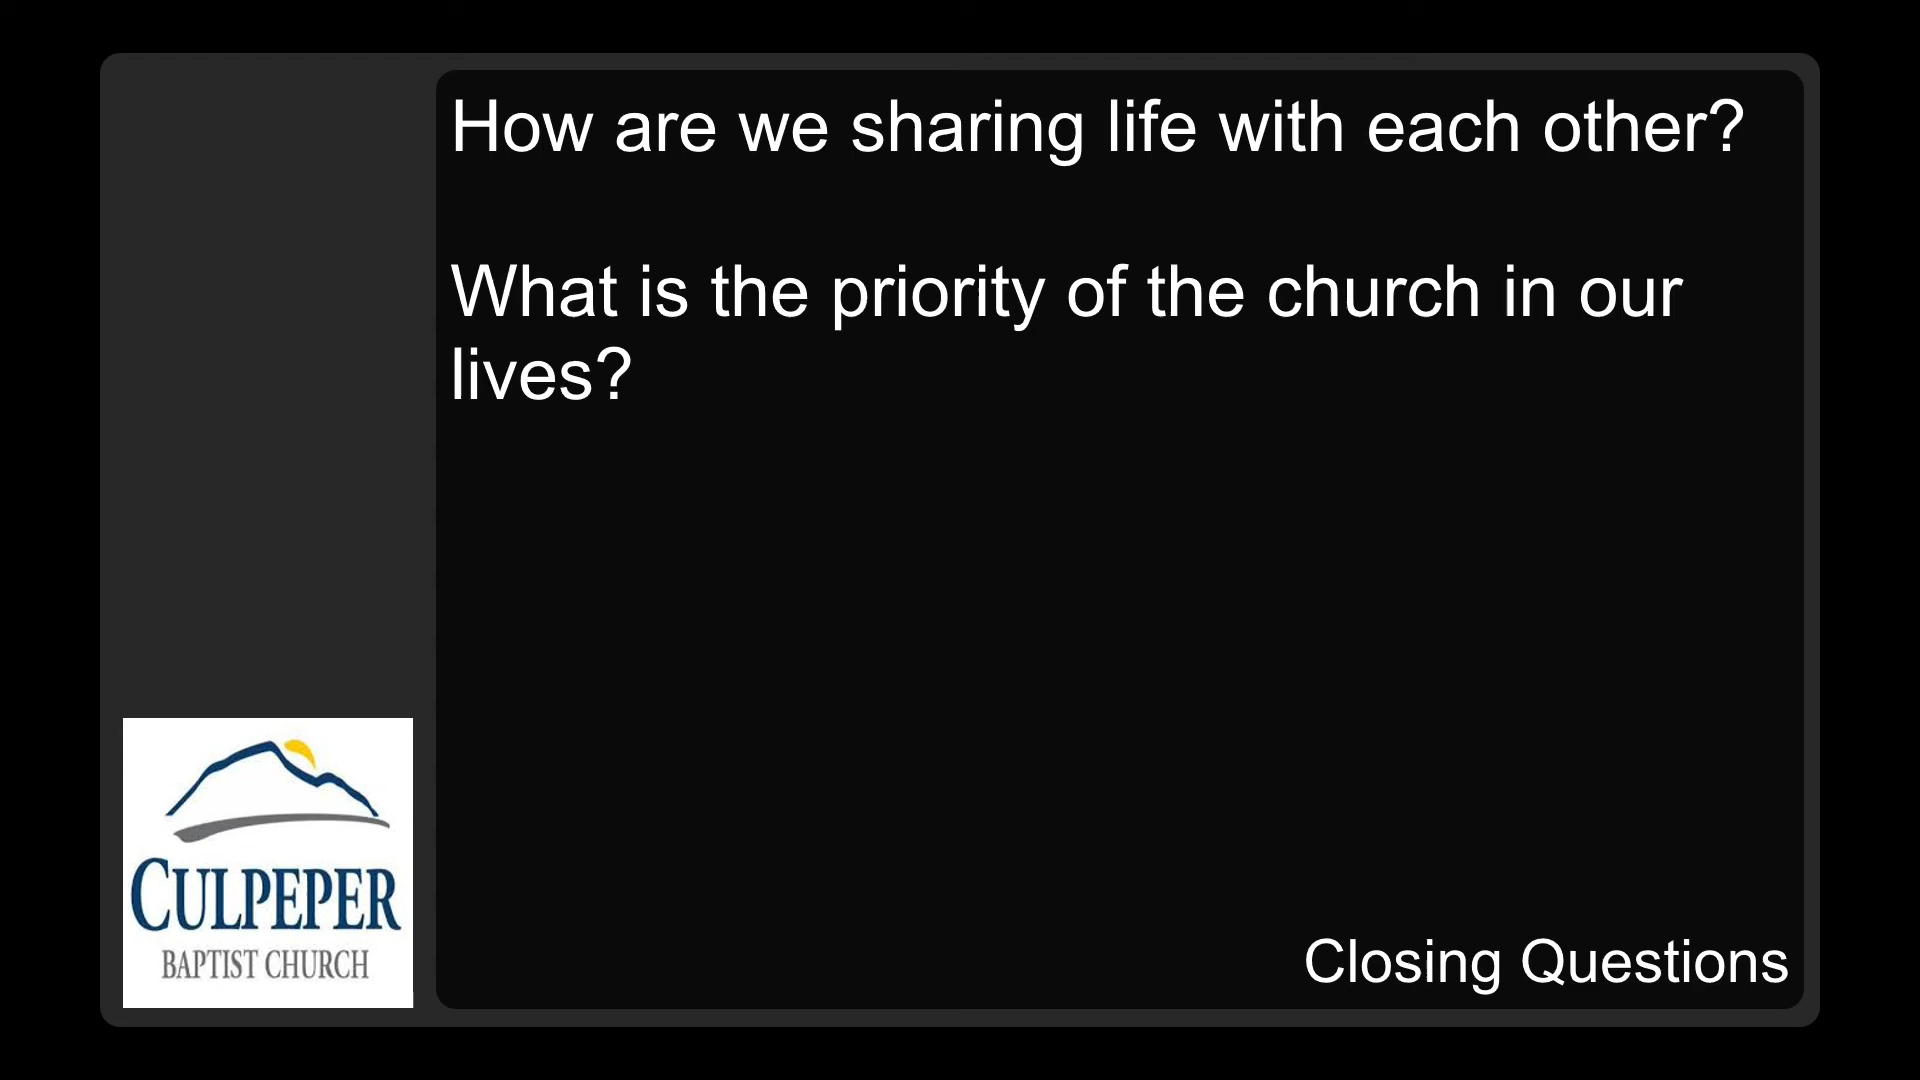 How are we sharing life with each other?
What is the priority of the church in our
lives?
CULPEPER
BAPTIST CHURCH
Closing Questions